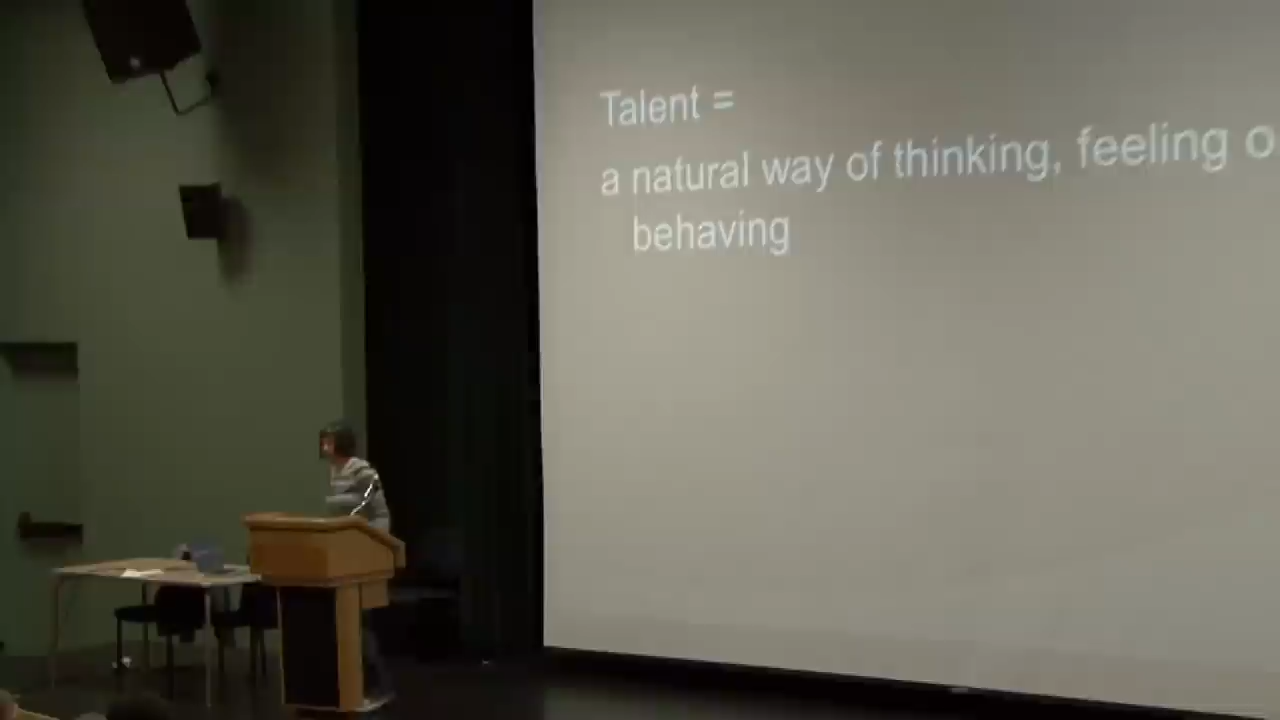 Talent =
a natural way of thinking, feeling o
behaving